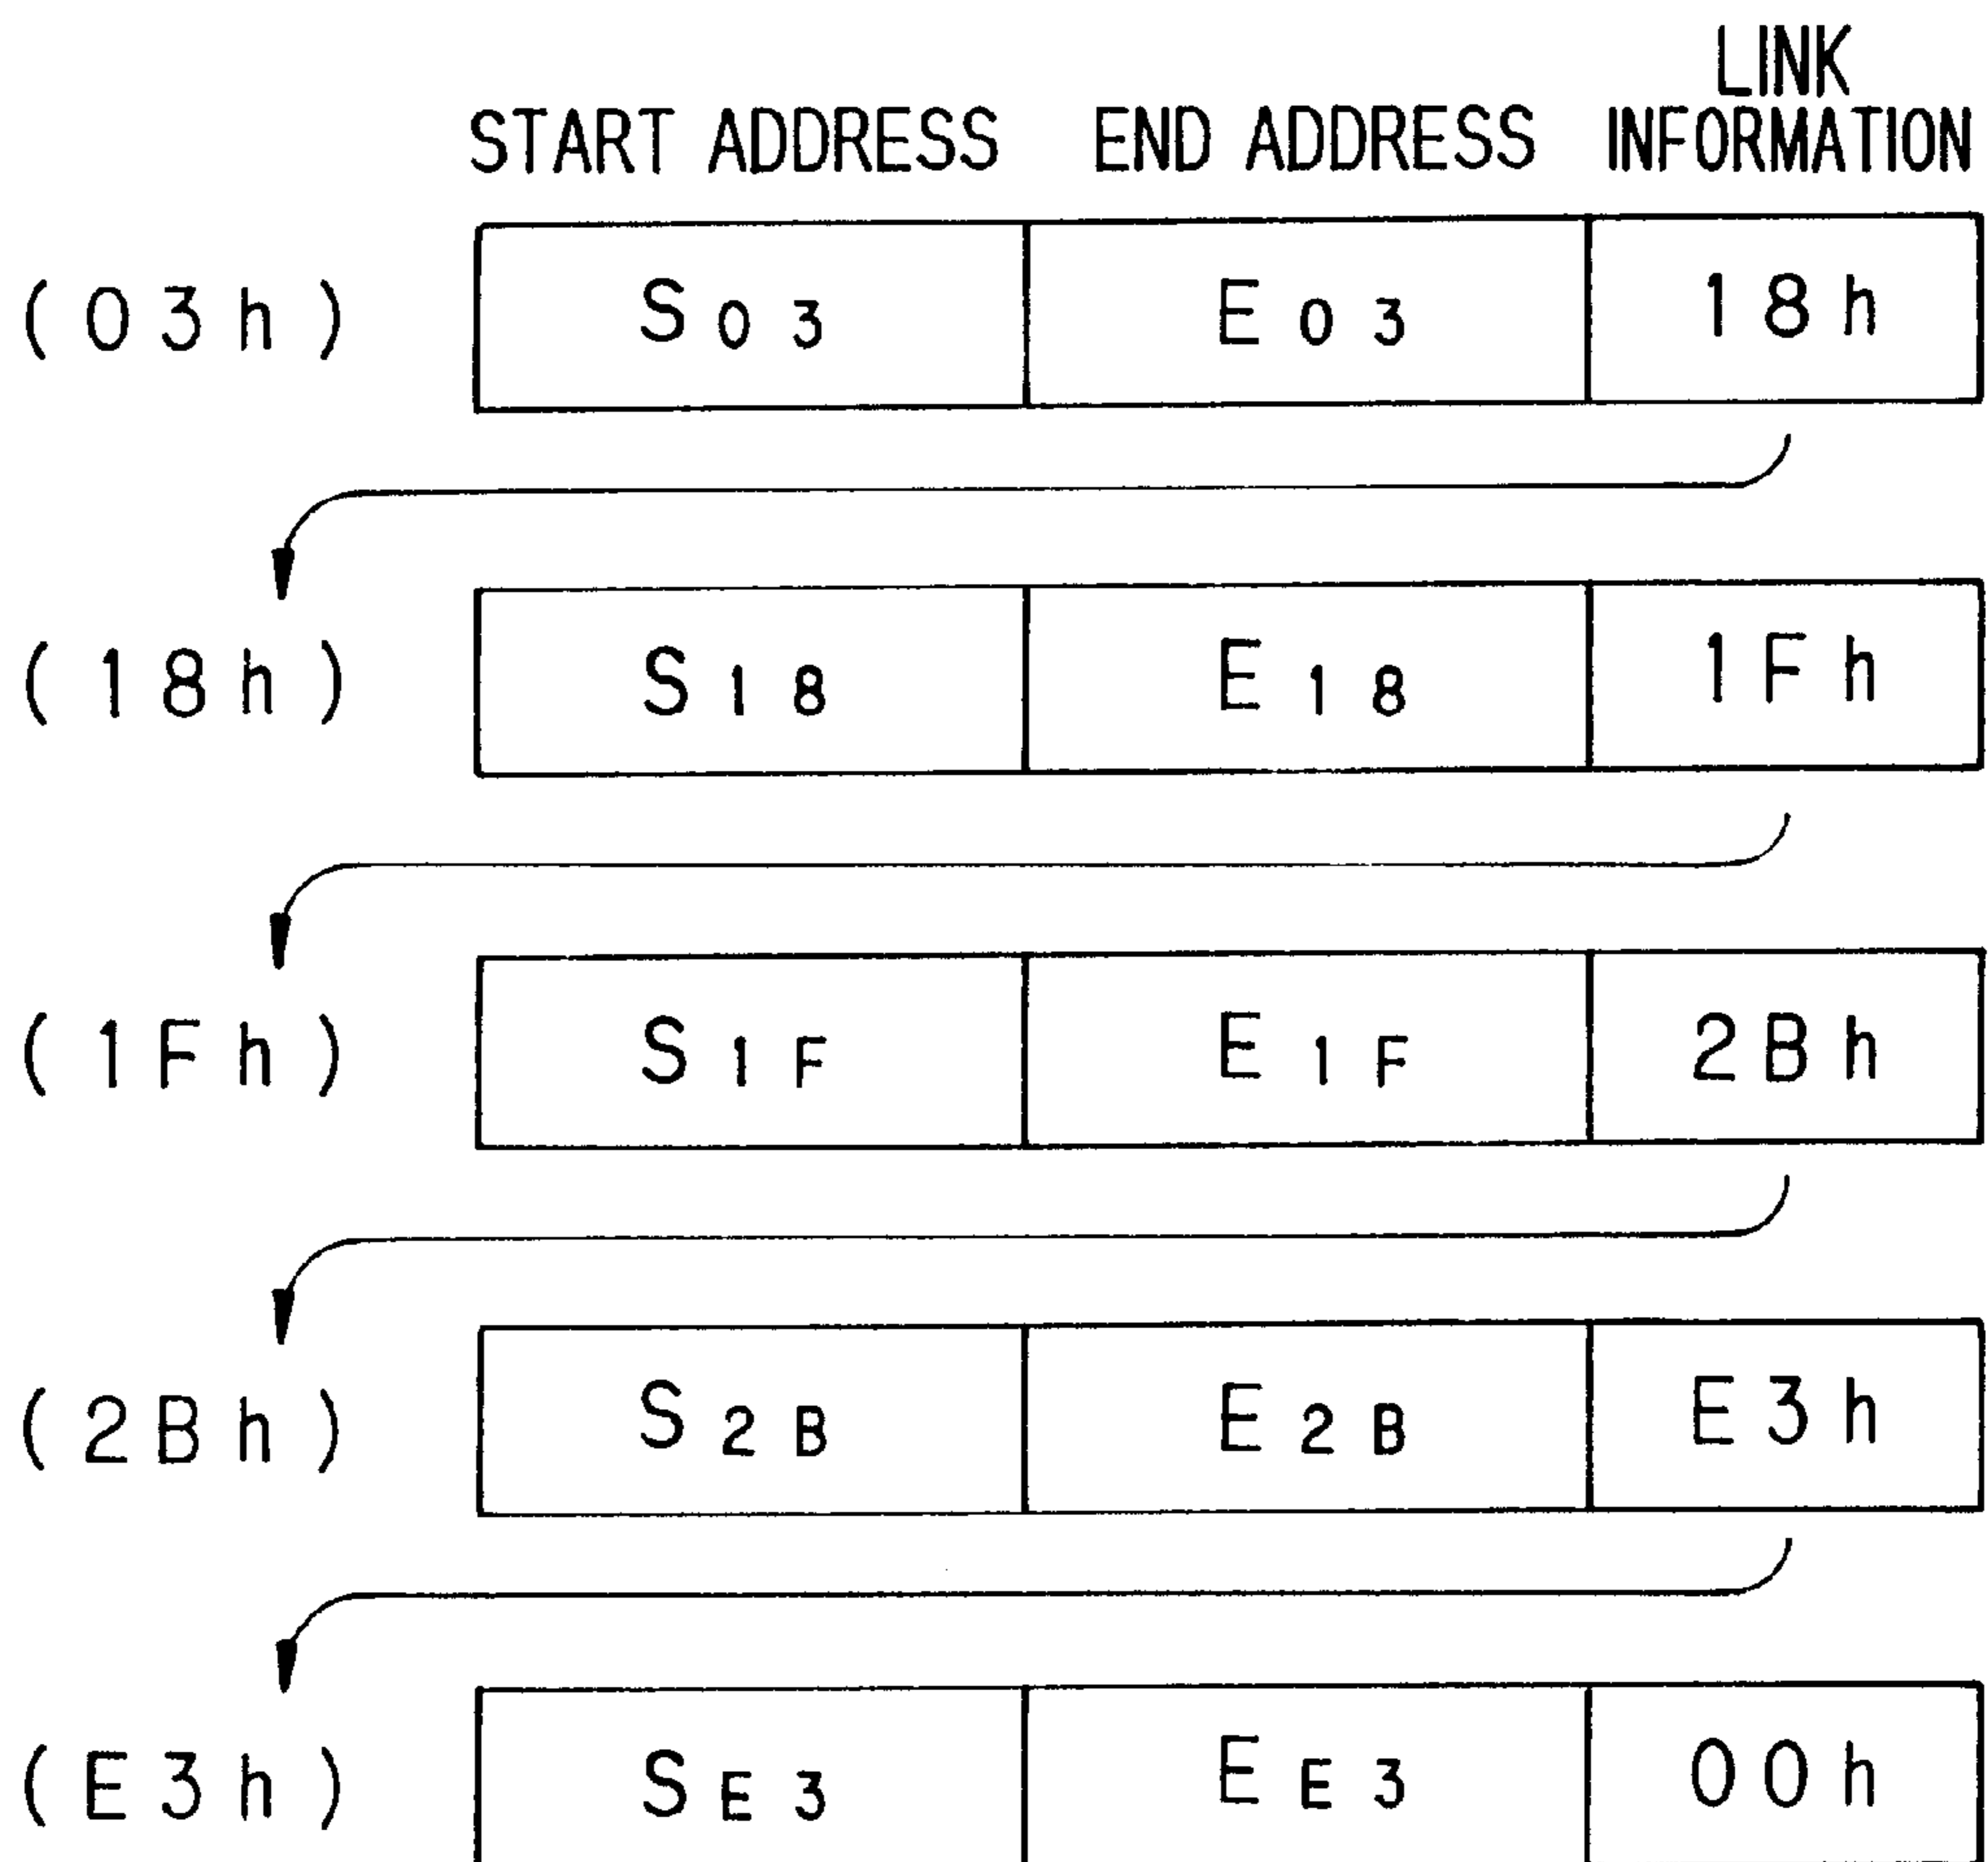 LINK
START ADDRESS END ADDRESS INFORMATION
(03h) S03 E03 18h
(18h) S18 E18 1Fh
(1Fh) S1F E1F 2Bh
(2Bh) S2B E2B E3h
(E3h) SE3 EE3 00h